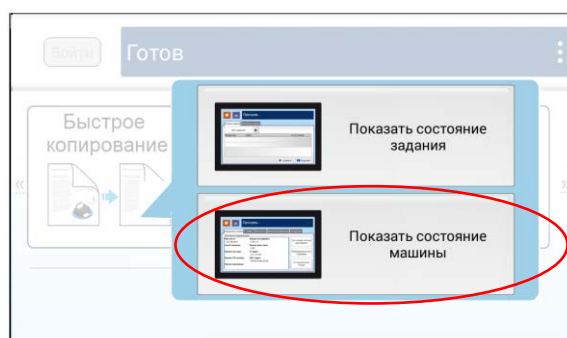 Войти
Готов
Быстрое
копирование
Показать состояние
задания
Показать состояние
машины